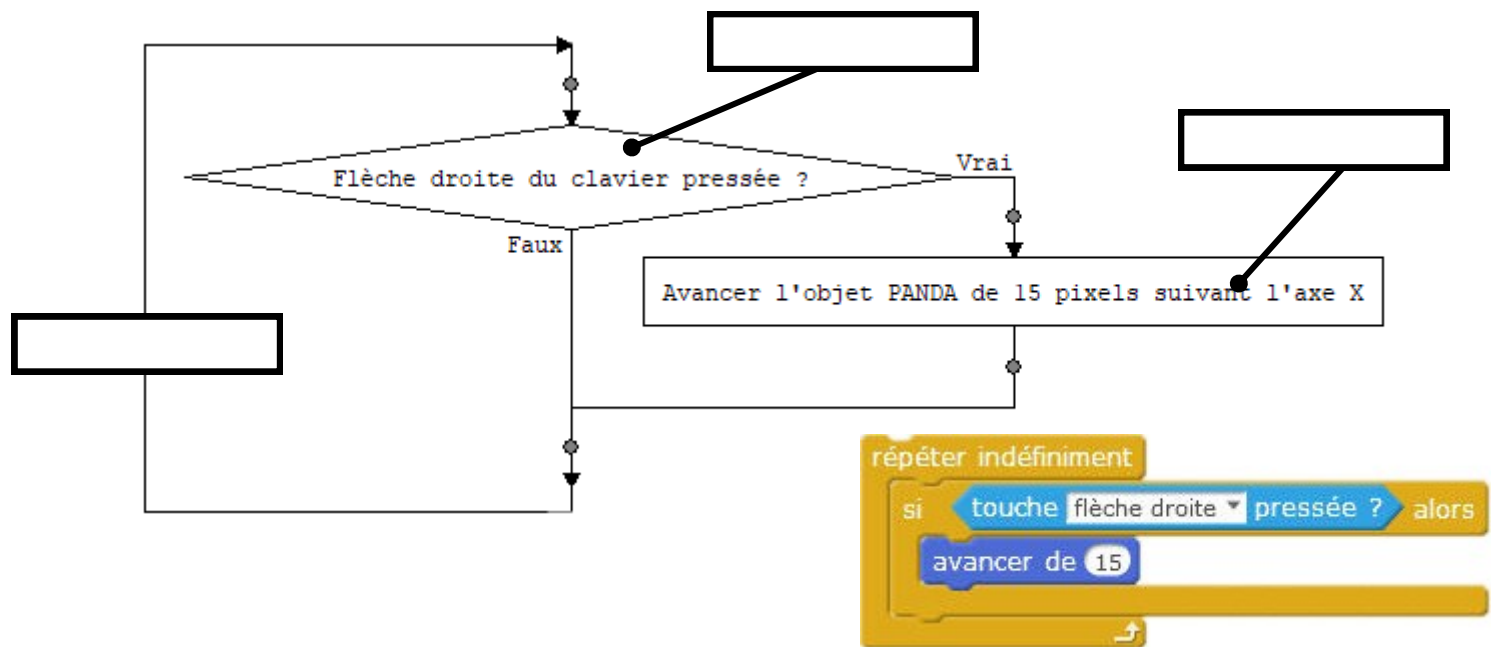 Flèche droite du clavier pressée ?
Vrai
Faux
Avancer l'objet PANDA de 15 pixels suivant l'axe X
répéter indéfiniment
si touche flèche droite pressée ? alors
avancer de 15